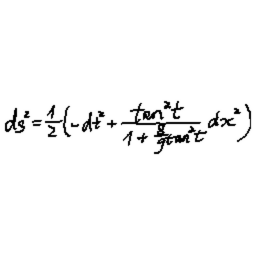 ds² = 1/2 (-dt² + tan²t / (1 + 8/9 tan²t) dx²)